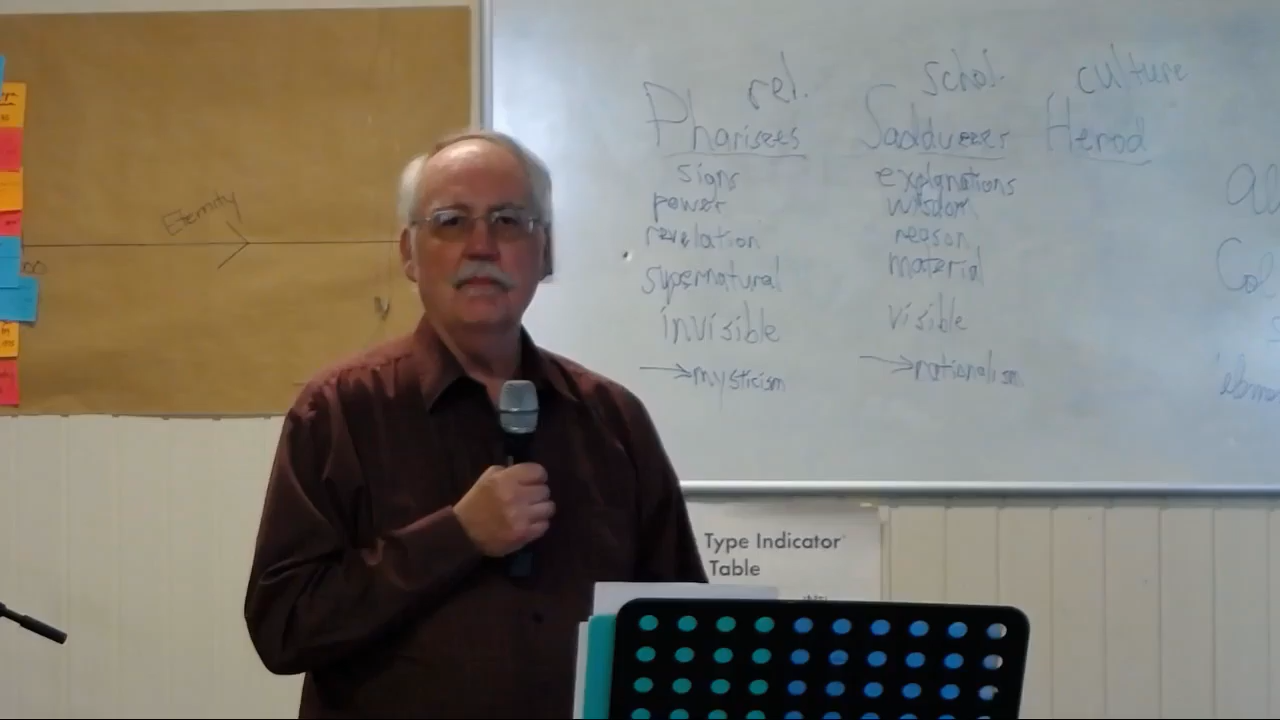 Eternity
rel.
schol.
culture
Pharisees
Sadducees
Herod
signs
power
revelation
supernatural
invisible
→mysticism
explanations
wisdom
reason
material
visible
→rationalism
Type Indicator
Table